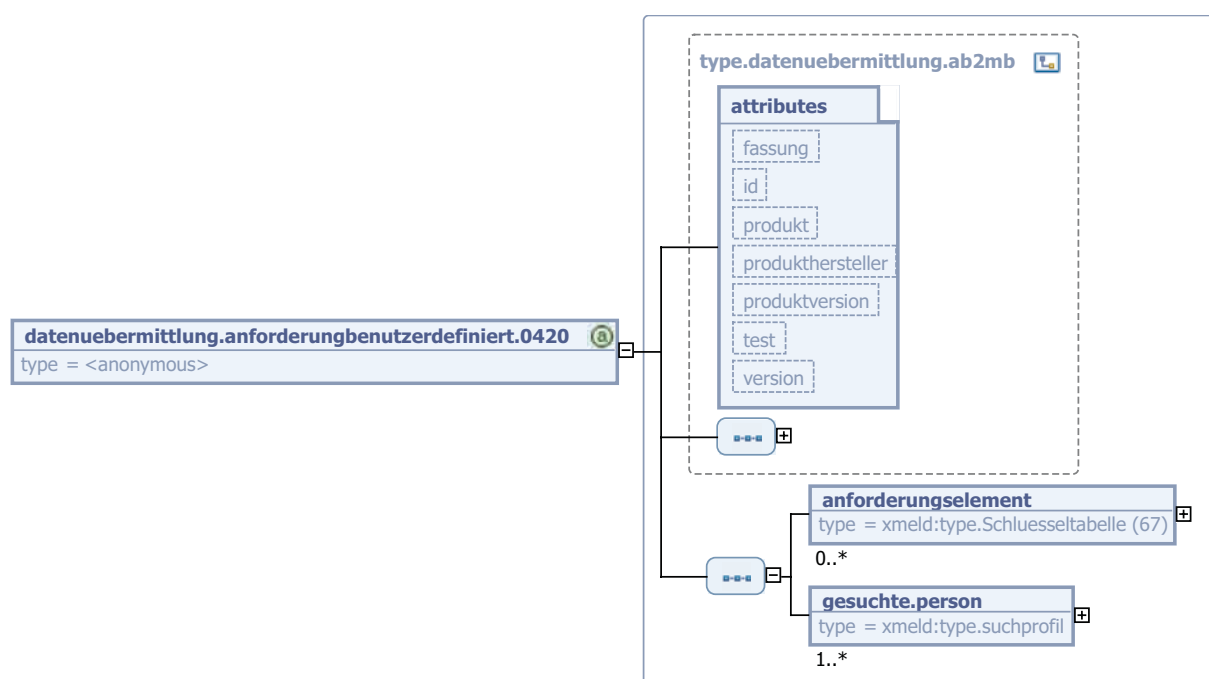 type.datenuebermittlung.ab2mb
attributes
fassung
id
produkt
produkthersteller
produktversion
test
version
datenuebermittlung.anforderungbenutzerdefiniert.0420
type = <anonymous>
anforderungselement
type = xmeld:type.Schluesseltabelle (67)
0..*
gesuchte.person
type = xmeld:type.suchprofil
1..*